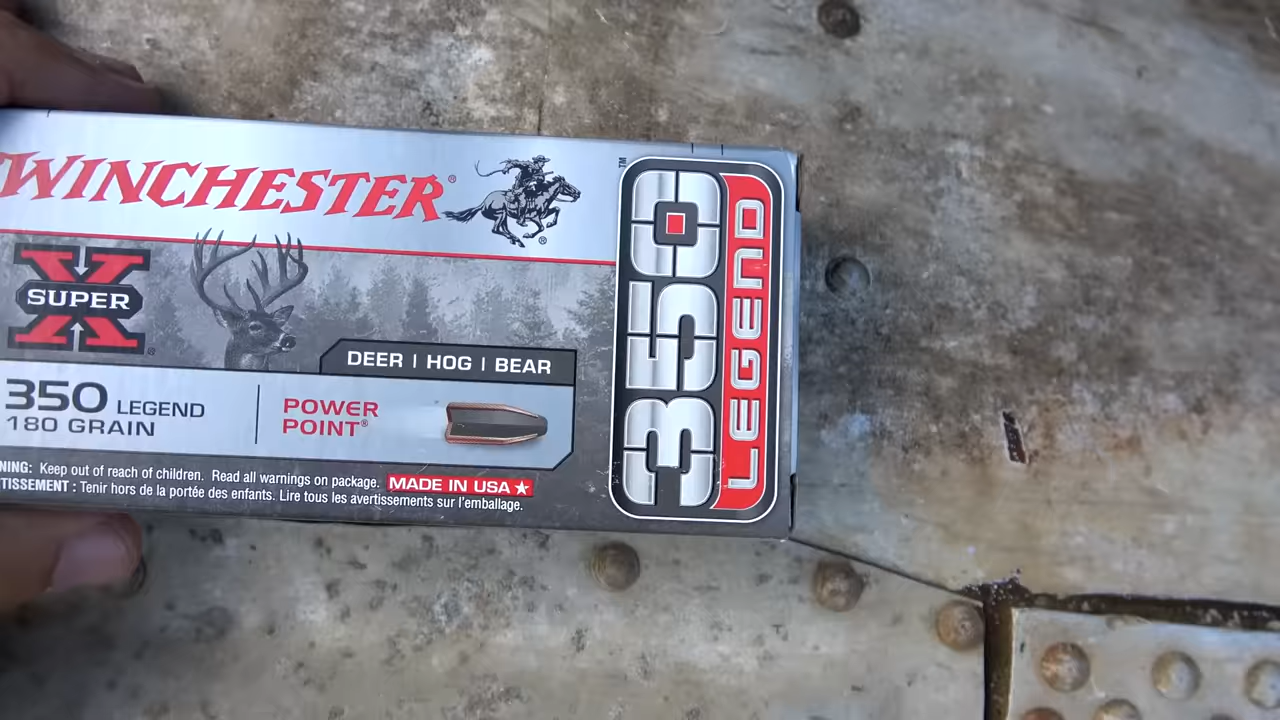 WINCHESTER®
X
SUPER
®
DEER | HOG | BEAR
350 LEGEND
180 GRAIN
POWER
POINT®
NING: Keep out of reach of children. Read all warnings on package.
TISSEMENT : Tenir hors de la portée des enfants. Lire tous les avertissements sur l'emballage.
MADE IN USA
350
LEGEND
™